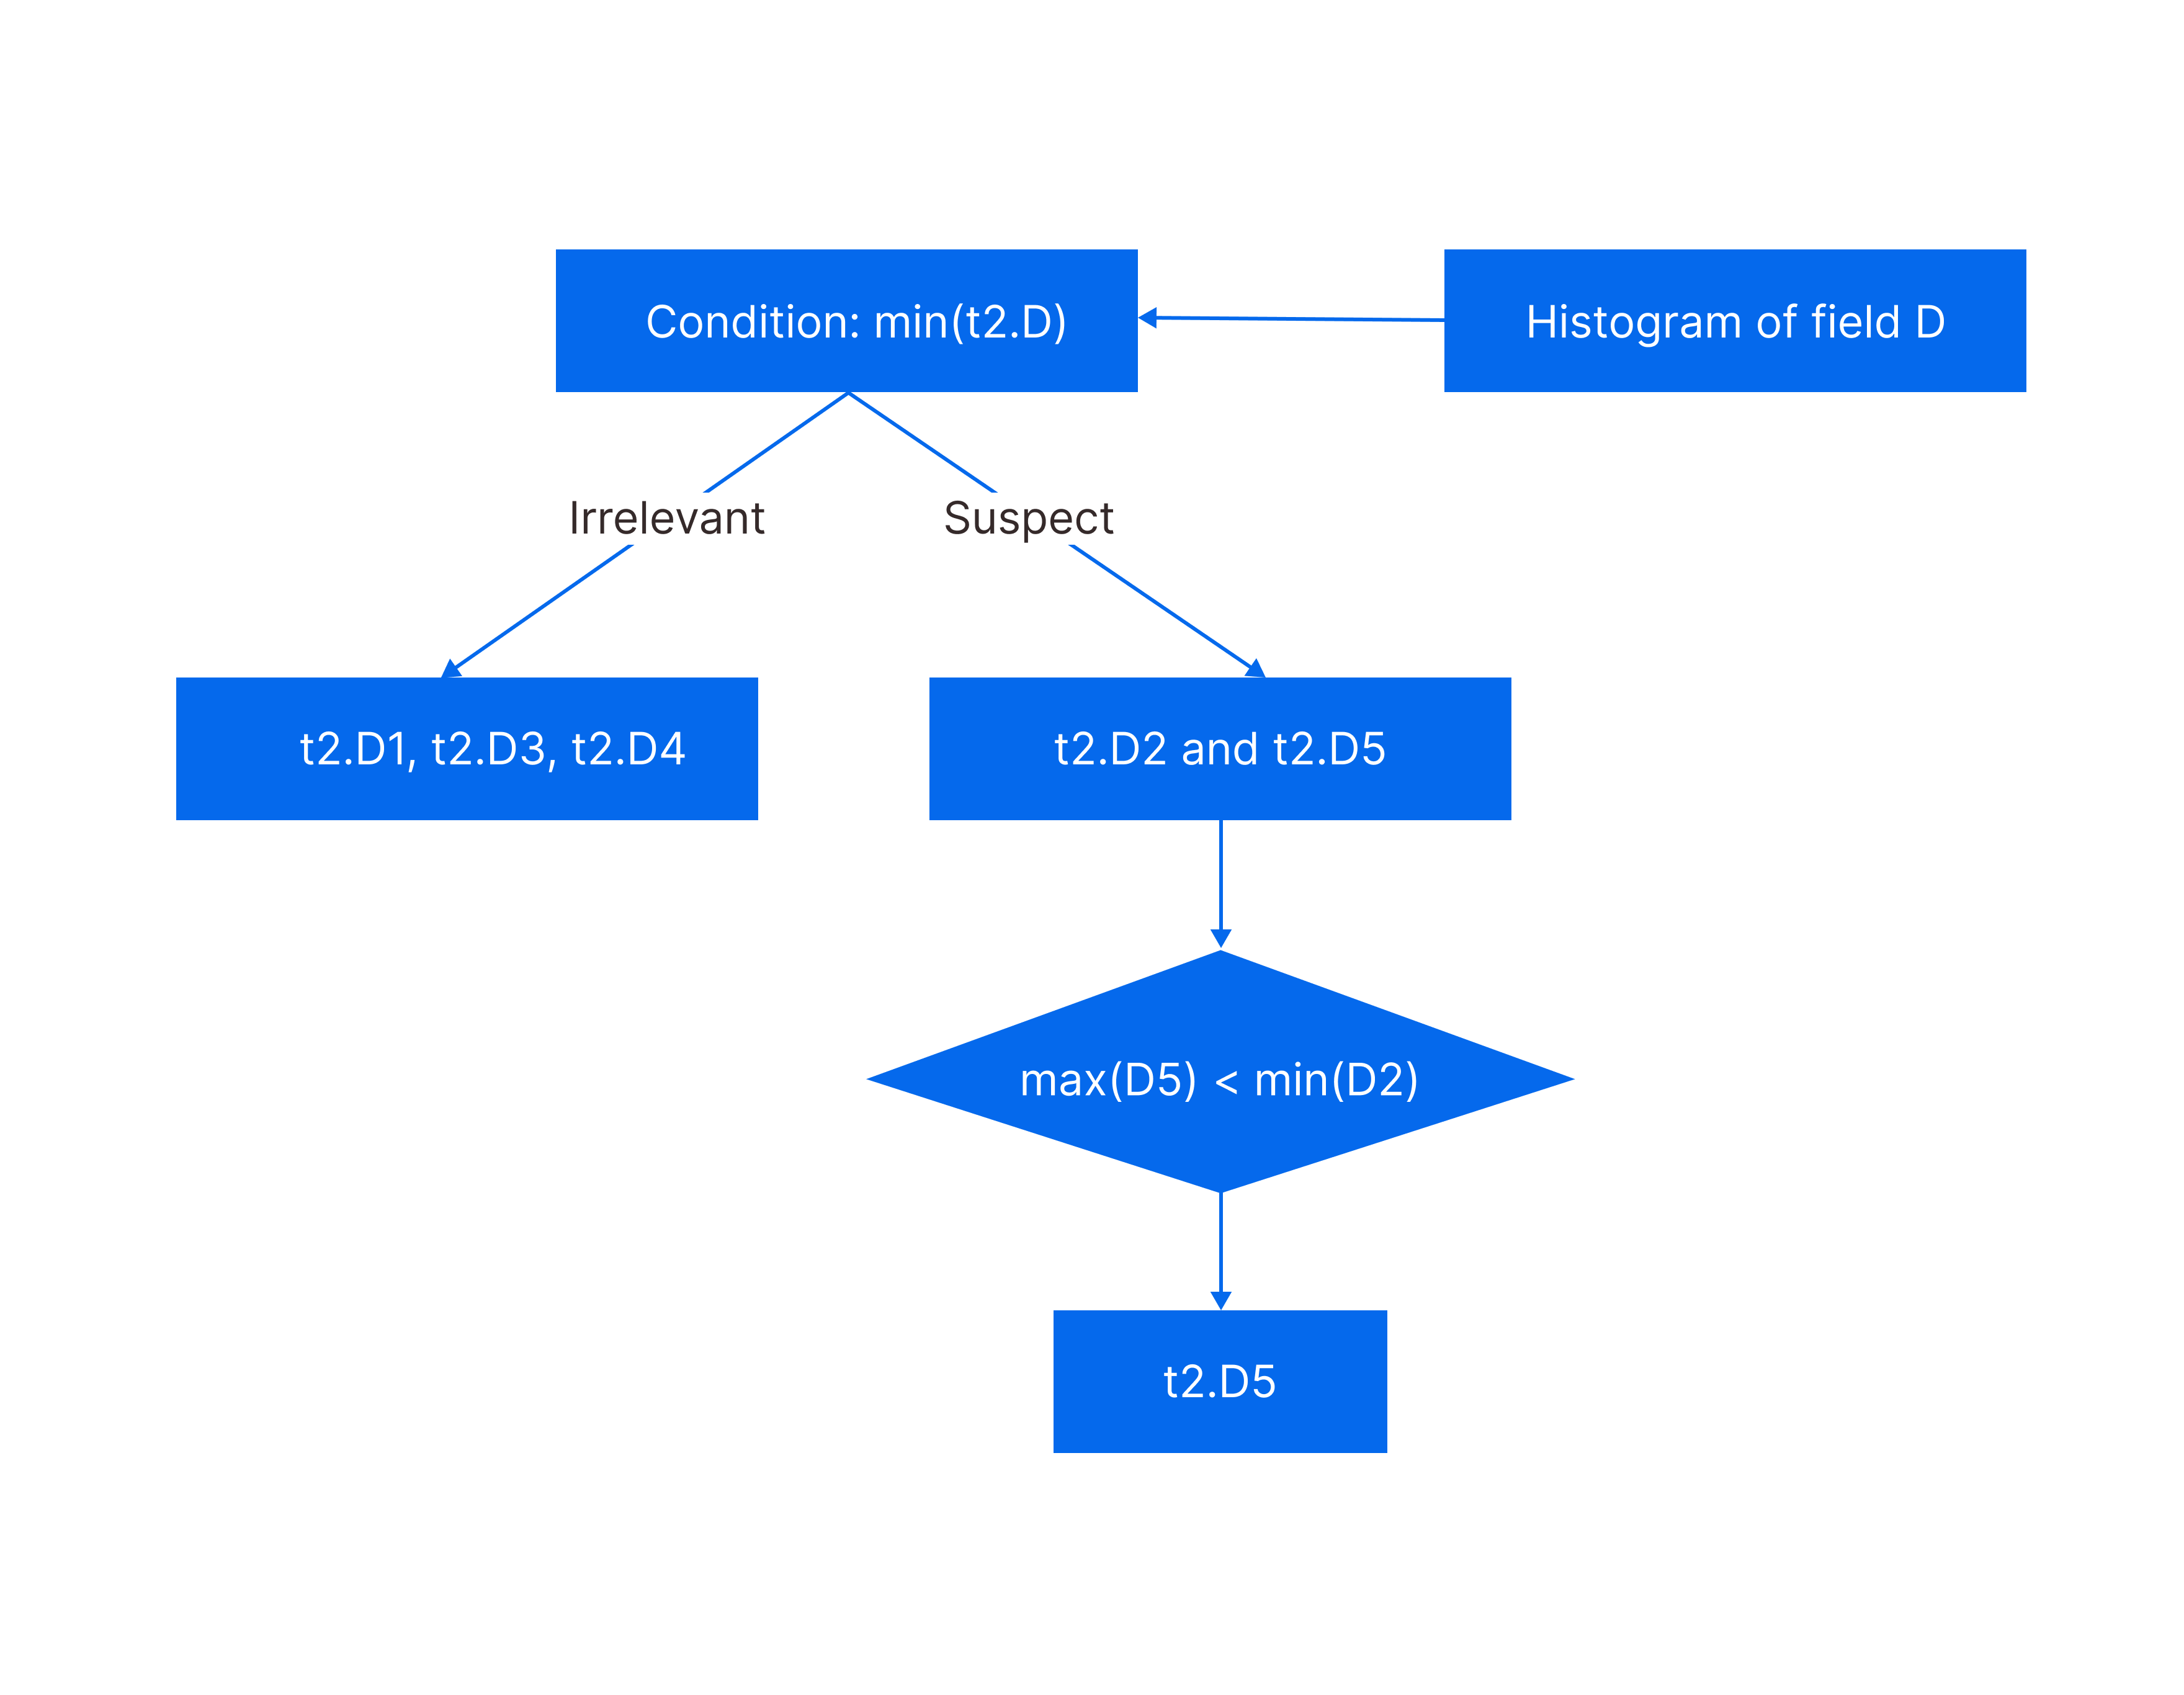 Condition: min(t2.D)
Histogram of field D
Irrelevant
Suspect
t2.D1, t2.D3, t2.D4
t2.D2 and t2.D5
max(D5) < min(D2)
t2.D5